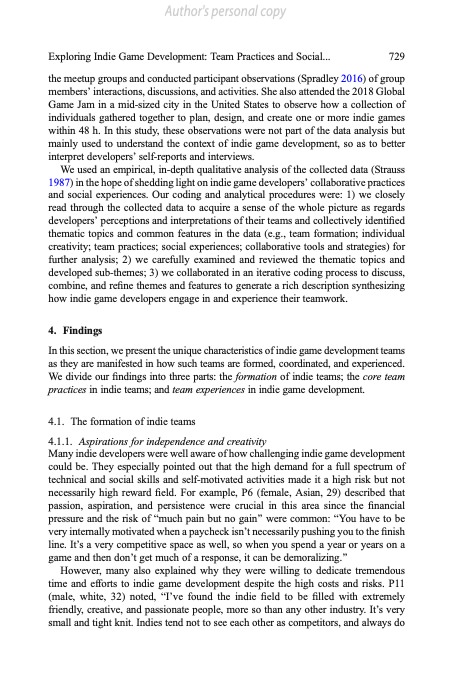 Author's personal copy
Exploring Indie Game Development: Team Practices and Social... 729
the meetup groups and conducted participant observations (Spradley 2016) of group
members' interactions, discussions, and activities. She also attended the 2018 Global
Game Jam in a mid-sized city in the United States to observe how a collection of
individuals gathered together to plan, design, and create one or more indie games
within 48 h. In this study, these observations were not part of the data analysis but
mainly used to understand the context of indie game development, so as to better
interpret developers' self-reports and interviews.
We used an empirical, in-depth qualitative analysis of the collected data (Strauss
1987) in the hope of shedding light on indie game developers' collaborative practices
and social experiences. Our coding and analytical procedures were: 1) we closely
read through the collected data to acquire a sense of the whole picture as regards
developers' perceptions and interpretations of their teams and collectively identified
thematic topics and common features in the data (e.g., team formation; individual
creativity; team practices; social experiences; collaborative tools and strategies) for
further analysis; 2) we carefully examined and reviewed the thematic topics and
developed sub-themes; 3) we collaborated in an iterative coding process to discuss,
combine, and refine themes and features to generate a rich description synthesizing
how indie game developers engage in and experience their teamwork.
4. Findings
In this section, we present the unique characteristics of indie game development teams
as they are manifested in how such teams are formed, coordinated, and experienced.
We divide our findings into three parts: the formation of indie teams; the core team
practices in indie teams; and team experiences in indie game development.
4.1. The formation of indie teams
4.1.1. Aspirations for independence and creativity
Many indie developers were well aware of how challenging indie game development
could be. They especially pointed out that the high demand for a full spectrum of
technical and social skills and self-motivated activities made it a high risk but not
necessarily high reward field. For example, P6 (female, Asian, 29) described that
passion, aspiration, and persistence were crucial in this area since the financial
pressure and the risk of “much pain but no gain” were common: “You have to be
very internally motivated when a paycheck isn’t necessarily pushing you to the finish
line. It’s a very competitive space as well, so when you spend a year or years on a
game and then don’t get much of a response, it can be demoralizing.”
However, many also explained why they were willing to dedicate tremendous
time and efforts to indie game development despite the high costs and risks. P11
(male, white, 32) noted, “I’ve found the indie field to be filled with extremely
friendly, creative, and passionate people, more so than any other industry. It’s very
small and tight knit. Indies tend not to see each other as competitors, and always do